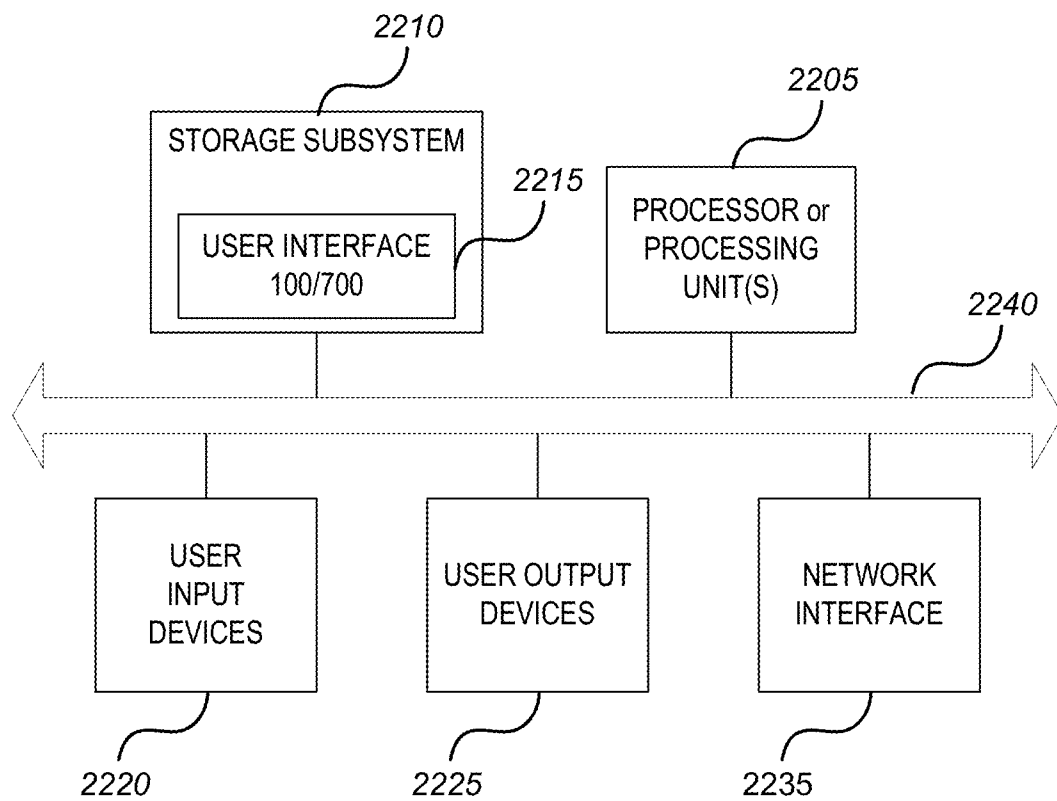 2210
2205
STORAGE SUBSYSTEM
2215
USER INTERFACE
100/700
PROCESSOR or
PROCESSING
UNIT(S)
2240
USER
INPUT
DEVICES
USER OUTPUT
DEVICES
NETWORK
INTERFACE
2220
2225
2235